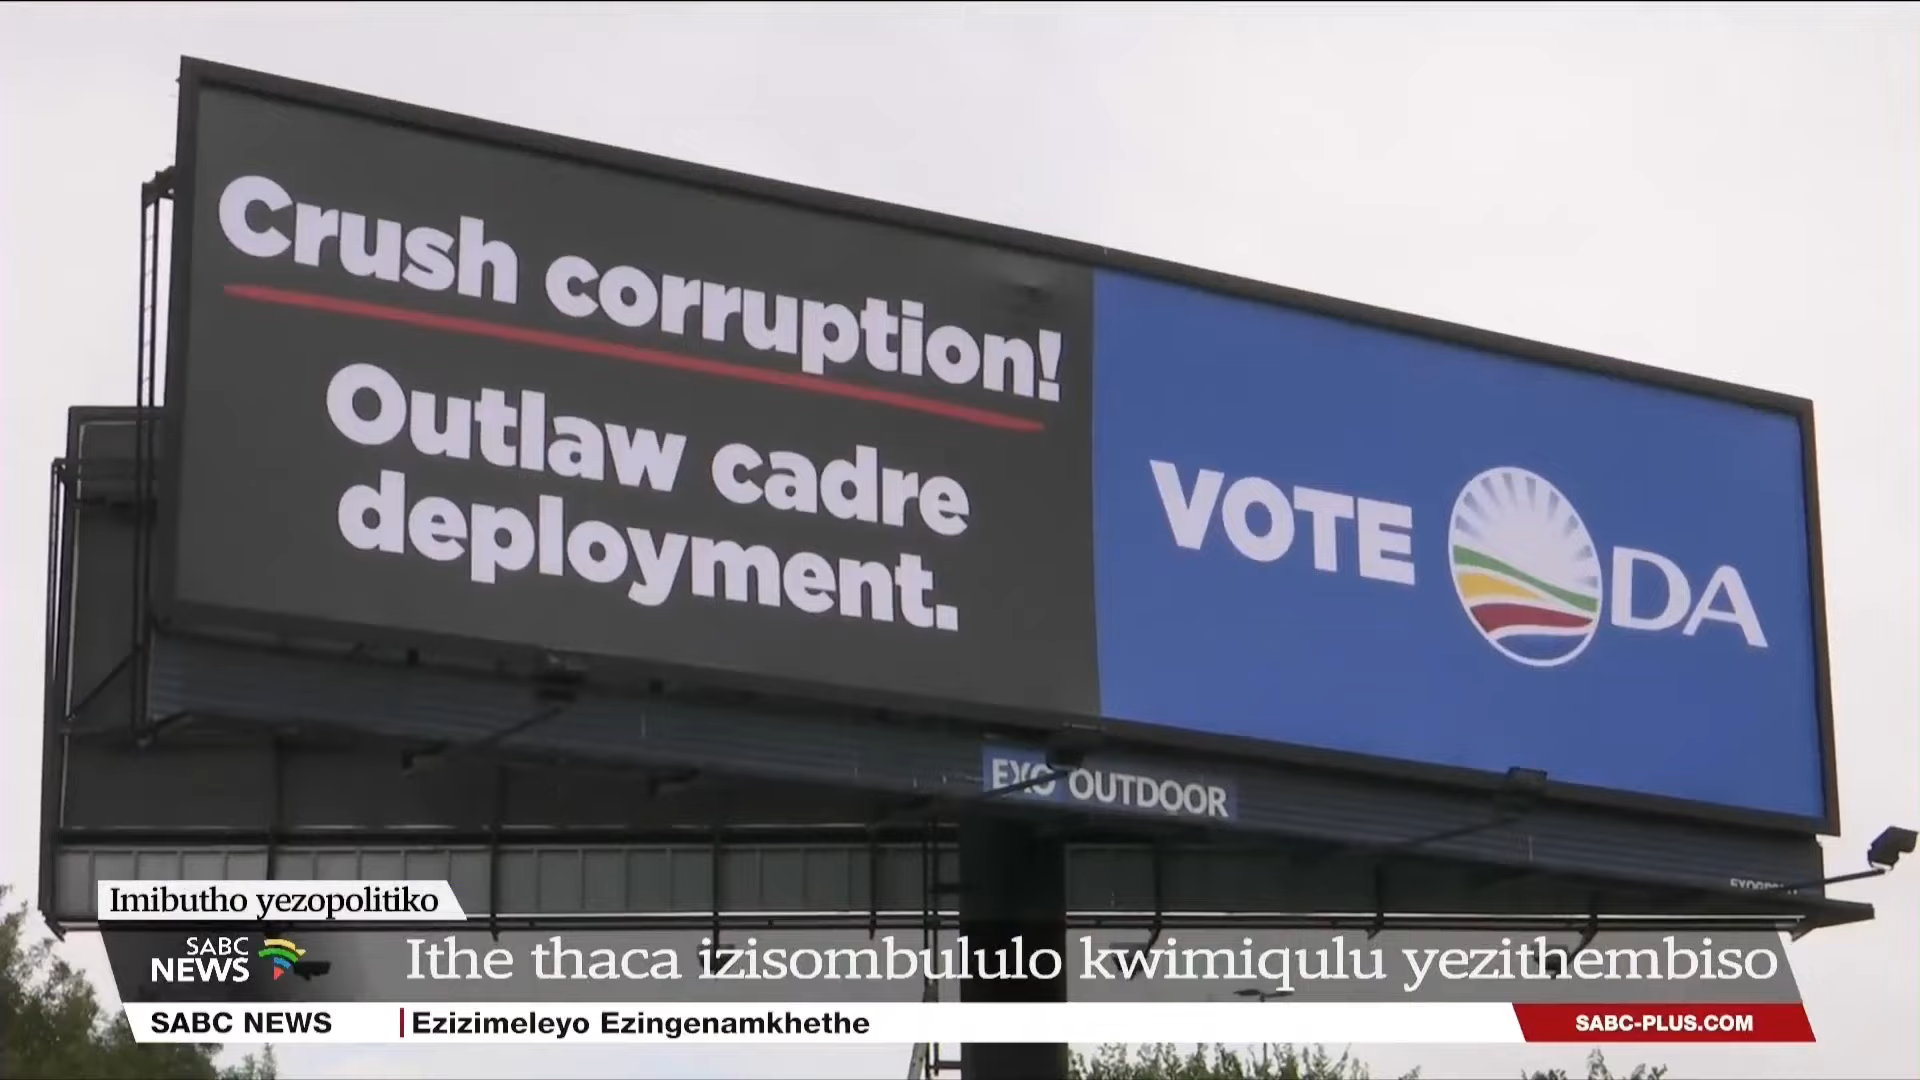 Crush corruption!
Outlaw cadre
deployment.
VOTE DA
EXO OUTDOOR
Imibutho yezopolitiko
SABC
NEWS
Ithe thaca izisombululo kwimiqulu yezithembiso
SABC NEWS
Ezizimeleyo Ezingenamkhethe
SABC-PLUS.COM